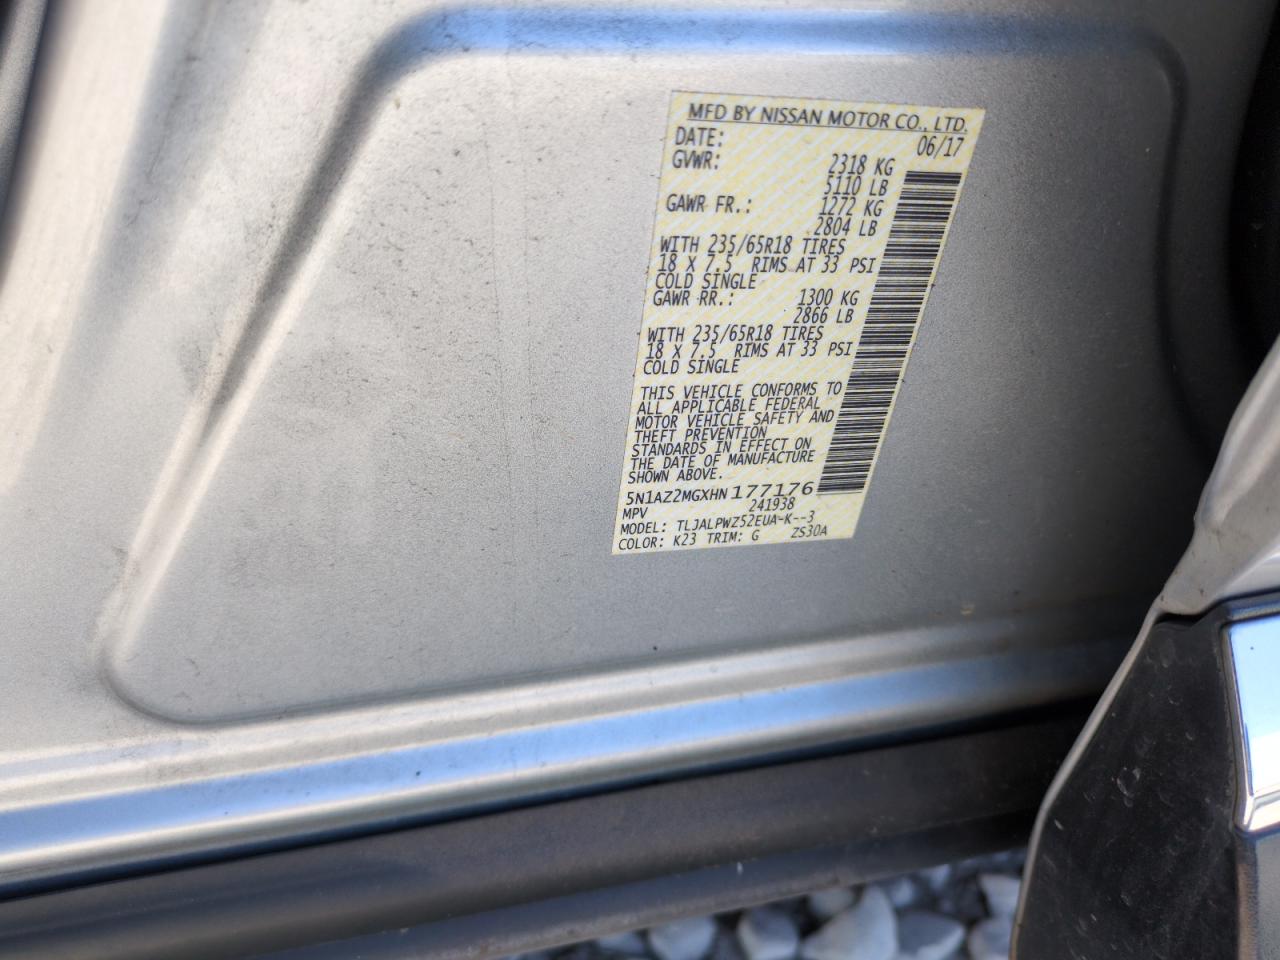 MFD BY NISSAN MOTOR CO., LTD.
DATE: 06/17
GVWR: 2318 KG
5110 LB
GAWR FR.: 1272 KG
2804 LB
WITH 235/65R18 TIRES
18 X 7.5 RIMS AT 33 PSI
COLD SINGLE
GAWR RR.: 1300 KG
2866 LB
WITH 235/65R18 TIRES
18 X 7.5 RIMS AT 33 PSI
COLD SINGLE
THIS VEHICLE CONFORMS TO
ALL APPLICABLE FEDERAL
MOTOR VEHICLE SAFETY AND
THEFT PREVENTION
STANDARDS IN EFFECT ON
THE DATE OF MANUFACTURE
SHOWN ABOVE.
5N1AZ2MGXHN177176
MPV 241938
MODEL: TLJALPWZ52EUA-K--3
COLOR: K23 TRIM: G ZS30A